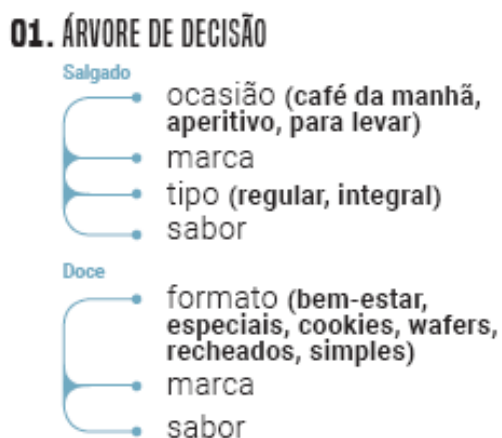 01. ÁRVORE DE DECISÃO
Salgado
ocasião (café da manhã,
aperitivo, para levar)
marca
tipo (regular, integral)
sabor
Doce
formato (bem-estar,
especiais, cookies, wafers,
recheados, simples)
marca
sabor